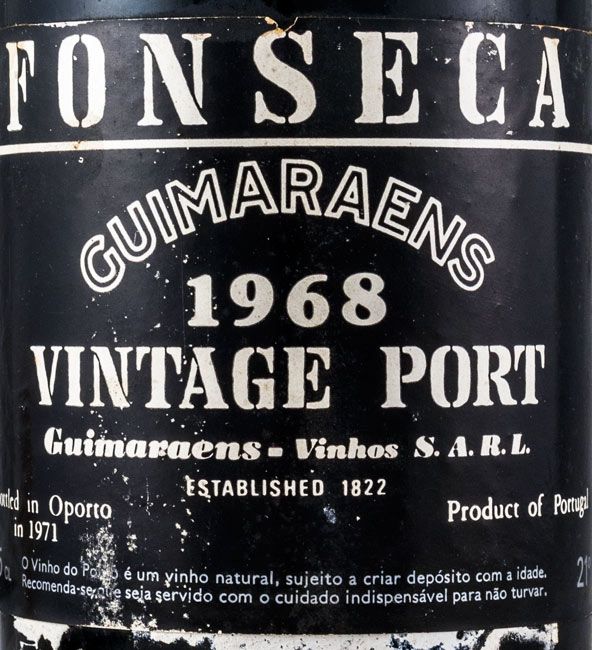 FONSECA
GUIMARAENS
1968
VINTAGE PORT
Guimaraens - Vinhos S. A. R. L.
ESTABLISHED 1822
in Oporto
in 1971
Product of Portugal
O Vinho do Porto é um vinho natural, sujeito a criar depósito com a idade.
Recomenda-se que seja servido com o cuidado indispensável para não turvar.